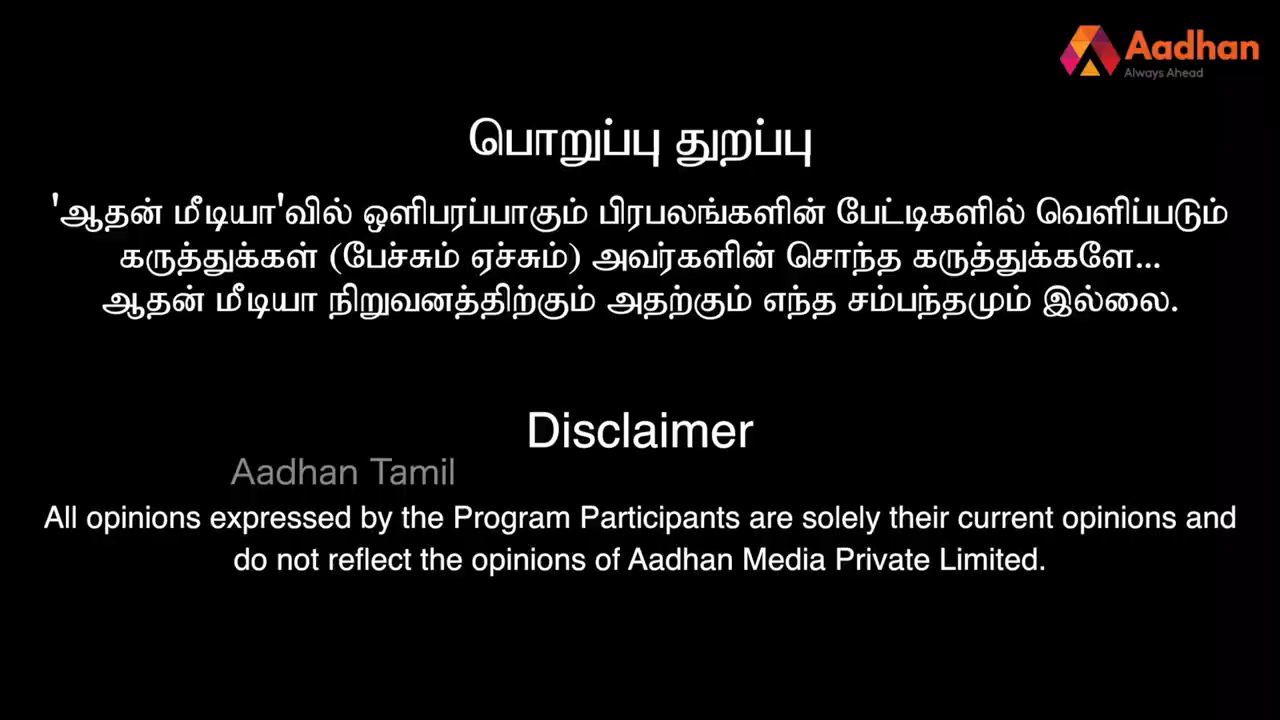 Aadhan
Always Ahead
பொறுப்பு துறப்பு
'ஆதன் மீடியா'வில் ஒளிபரப்பாகும் பிரபலங்களின் பேட்டிகளில் வெளிப்படும்
கருத்துக்கள் (பேச்சும் ஏச்சும்) அவர்களின் சொந்த கருத்துக்களே...
ஆதன் மீடியா நிறுவனத்திற்கும் அதற்கும் எந்த சம்பந்தமும் இல்லை.
Disclaimer
Aadhan Tamil
All opinions expressed by the Program Participants are solely their current opinions and
do not reflect the opinions of Aadhan Media Private Limited.